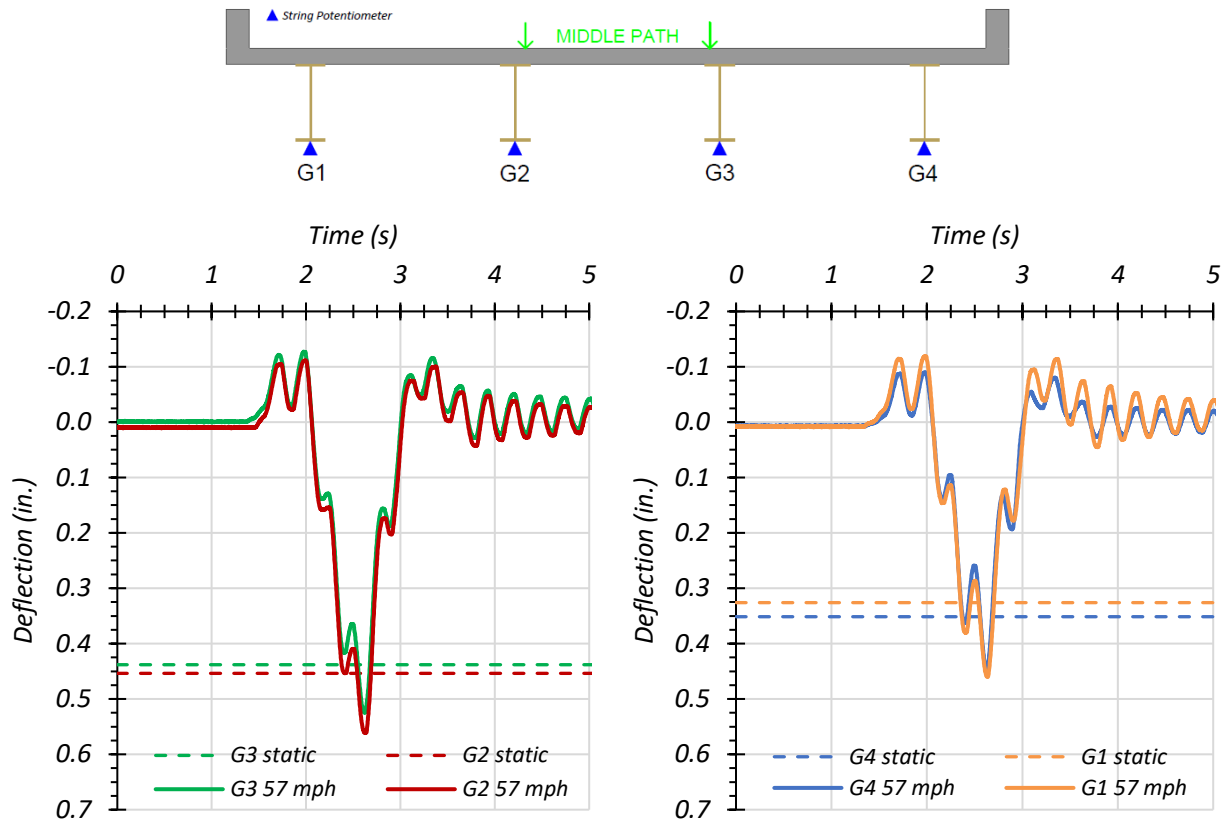 String Potentiometer
MIDDLE PATH
G1 G2 G3 G4
Time (s)
0 1 2 3 4 5
-0.2
-0.1
0.0
0.1
0.2
0.3
0.4
0.5
0.6
0.7
Deflection (in.)
G3 static G2 static
G3 57 mph G2 57 mph
Time (s)
0 1 2 3 4 5
-0.2
-0.1
0.0
0.1
0.2
0.3
0.4
0.5
0.6
0.7
Deflection (in.)
G4 static G1 static
G4 57 mph G1 57 mph